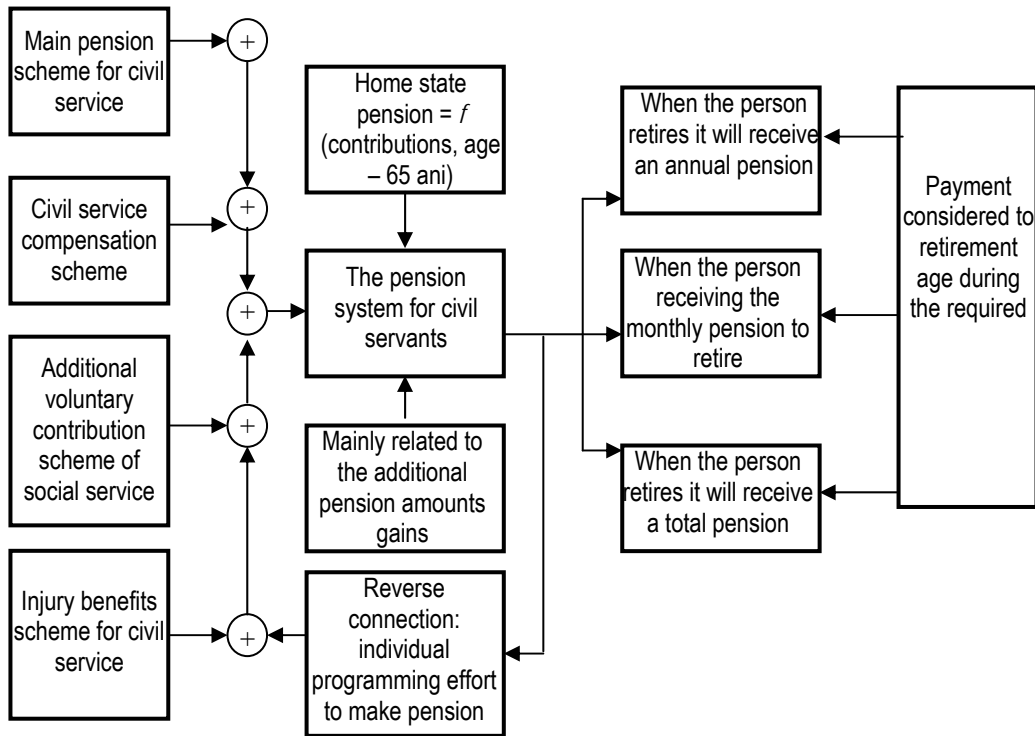 Main pension
scheme for civil
service
+
Civil service
compensation
scheme
+
+
Additional
voluntary
contribution
scheme of
social service
+
Injury benefits
scheme for civil
service
+
Home state
pension = f
(contributions, age
– 65 ani)
The pension
system for civil
servants
Mainly related to
the additional
pension amounts
gains
Reverse
connection:
individual
programming effort
to make pension
When the person
retires it will receive
an annual pension
When the person
receiving the
monthly pension to
retire
When the person
retires it will receive
a total pension
Payment
considered to
retirement
age during
the required